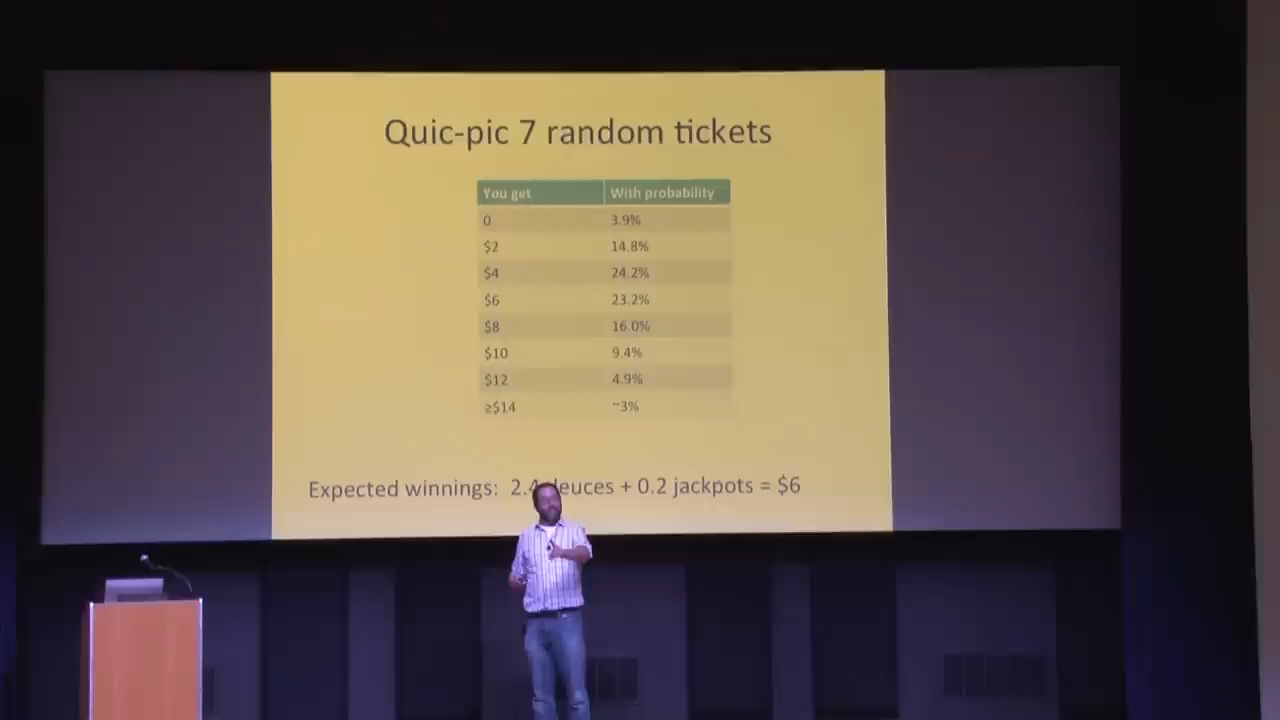 Quic-pic 7 random tickets
You get With probability
0 3.9%
$2 14.8%
$4 24.2%
$6 23.2%
$8 16.0%
$10 9.4%
$12 4.9%
≥$14 ~3%
Expected winnings: 2.4 deuces + 0.2 jackpots = $6